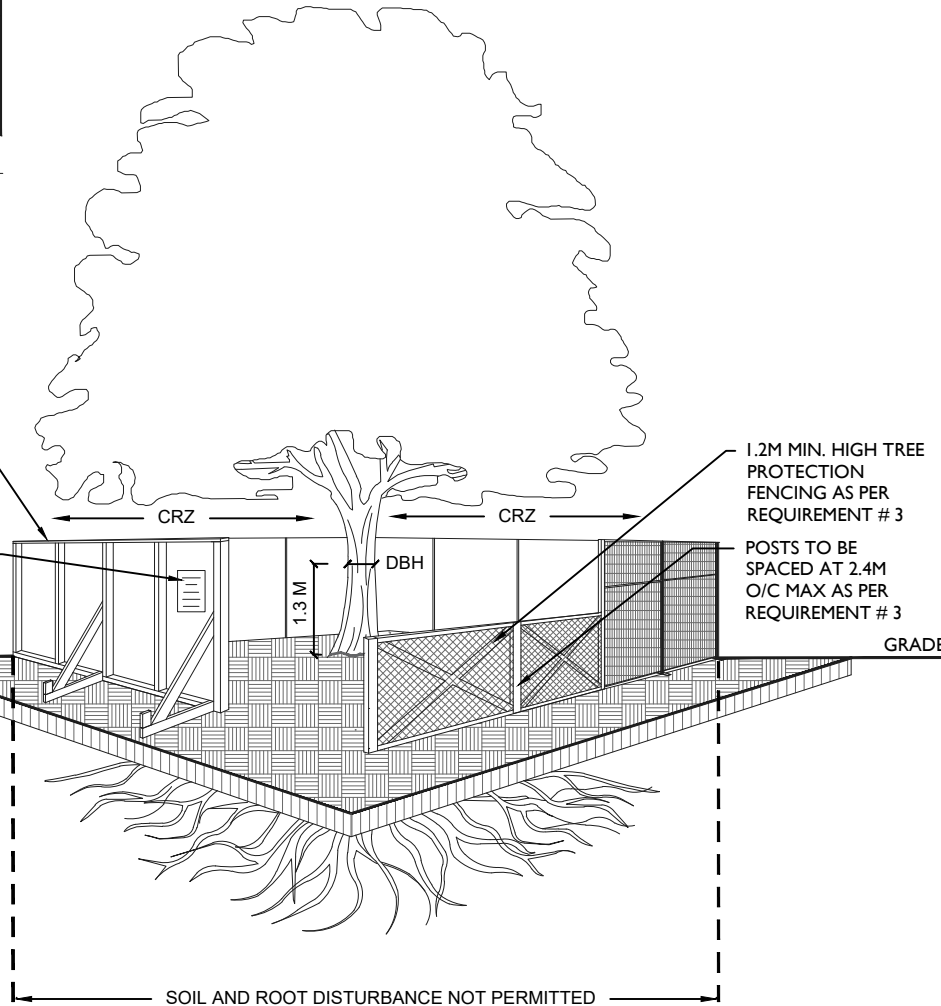 1.2M MIN. HIGH TREE
PROTECTION
FENCING AS PER
REQUIREMENT # 3
CRZ
CRZ
POSTS TO BE
SPACED AT 2.4M
O/C MAX AS PER
REQUIREMENT # 3
DBH
1.3 M
GRADE
SOIL AND ROOT DISTURBANCE NOT PERMITTED